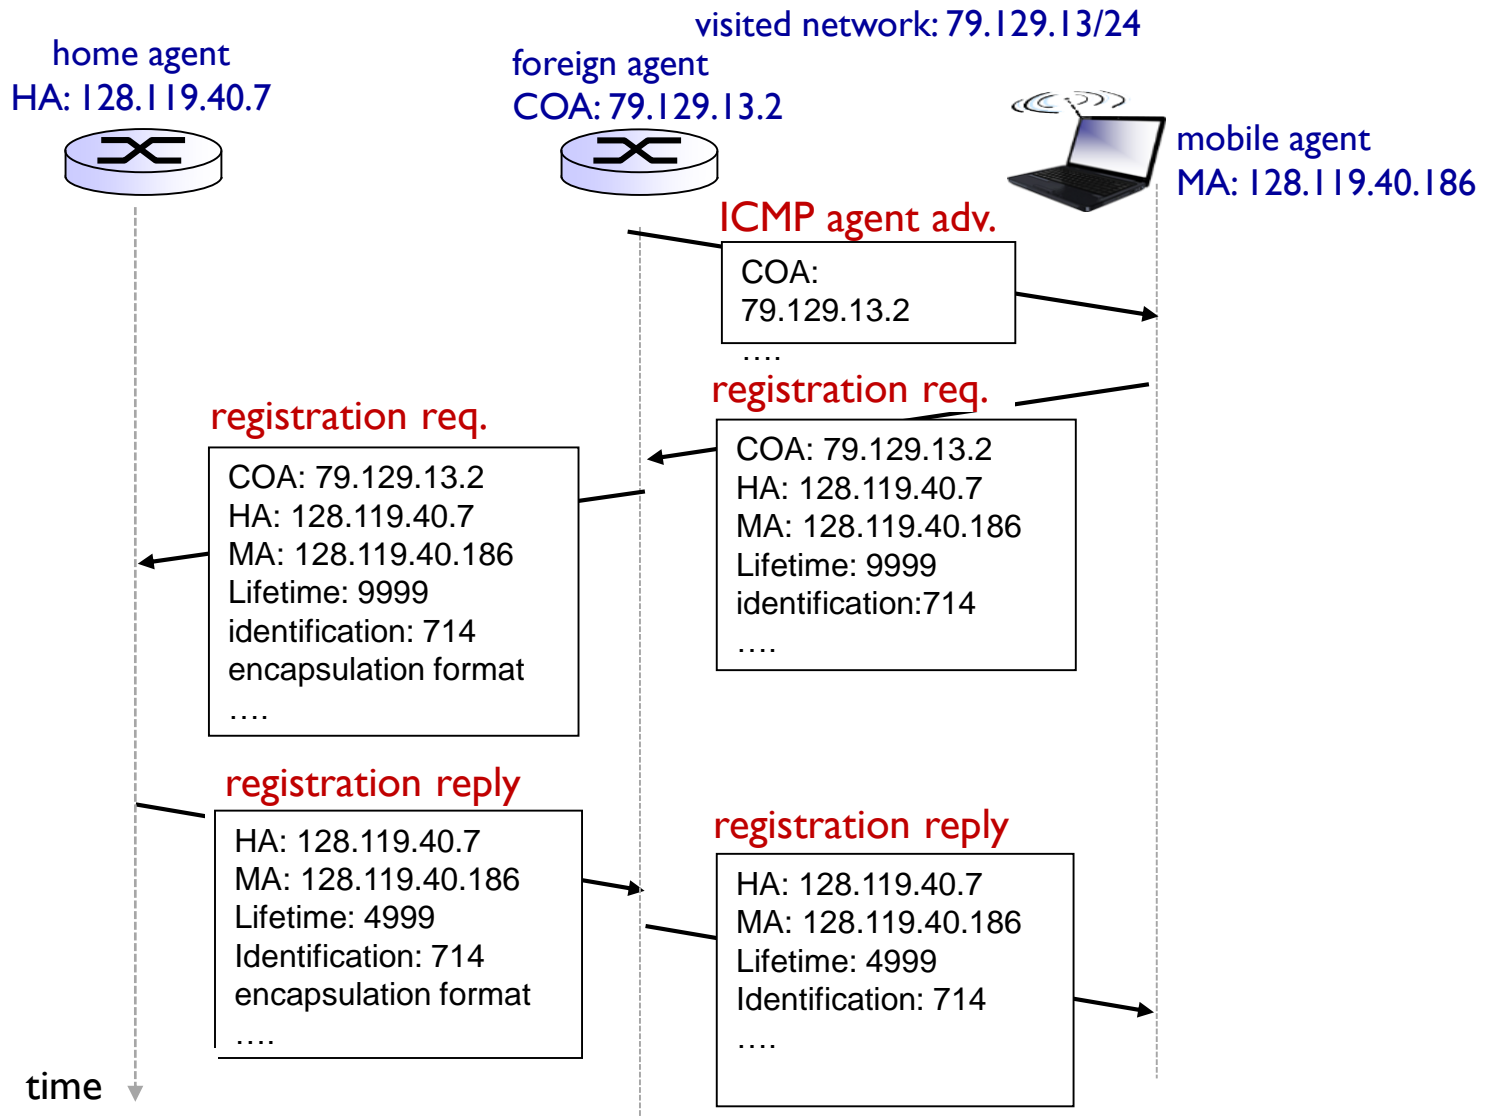 visited network: 79.129.13/24
home agent
HA: 128.119.40.7
foreign agent
COA: 79.129.13.2
mobile agent
MA: 128.119.40.186
ICMP agent adv.
COA:
79.129.13.2
….
registration req.
COA: 79.129.13.2
HA: 128.119.40.7
MA: 128.119.40.186
Lifetime: 9999
identification:714
….
registration req.
COA: 79.129.13.2
HA: 128.119.40.7
MA: 128.119.40.186
Lifetime: 9999
identification: 714
encapsulation format
….
registration reply
HA: 128.119.40.7
MA: 128.119.40.186
Lifetime: 4999
Identification: 714
encapsulation format
….
registration reply
HA: 128.119.40.7
MA: 128.119.40.186
Lifetime: 4999
Identification: 714
….
time